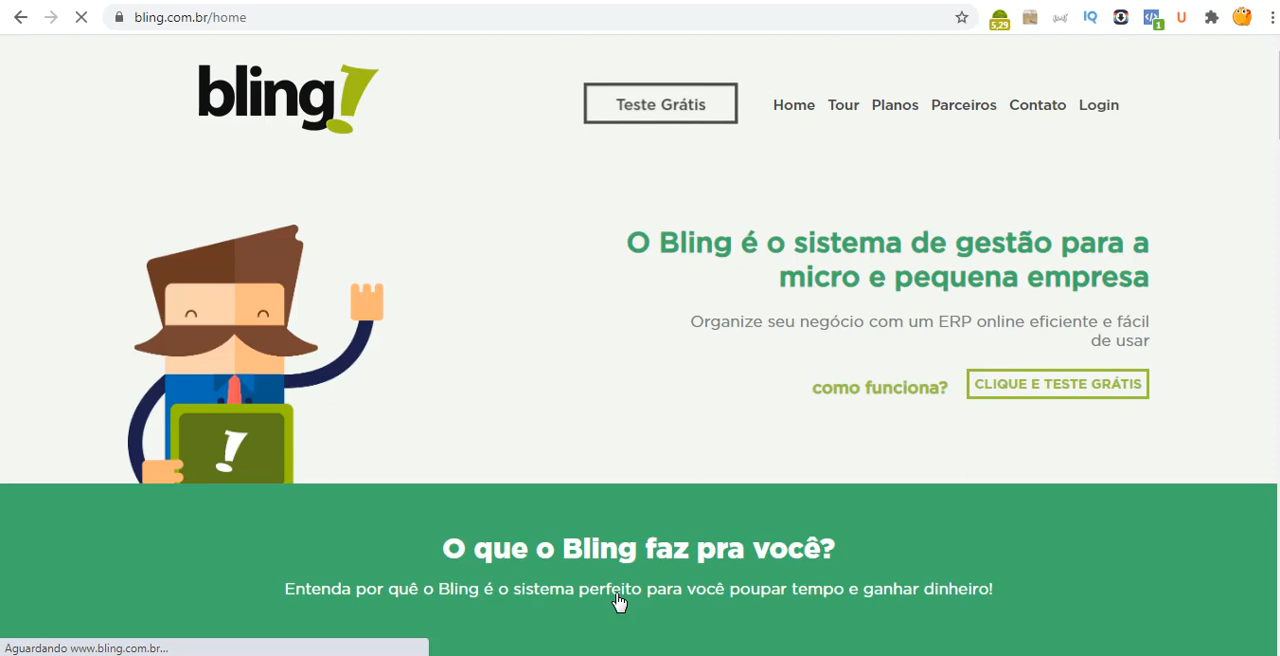 bling.com.br/home
5,29
IQ
1
U
bling!
Teste Grátis
Home Tour Planos Parceiros Contato Login
O Bling é o sistema de gestão para a
micro e pequena empresa
Organize seu negócio com um ERP online eficiente e fácil
de usar
como funciona?
CLIQUE E TESTE GRÁTIS
!
O que o Bling faz pra você?
Entenda por quê o Bling é o sistema perfeito para você poupar tempo e ganhar dinheiro!
Aguardando www.bling.com.br...